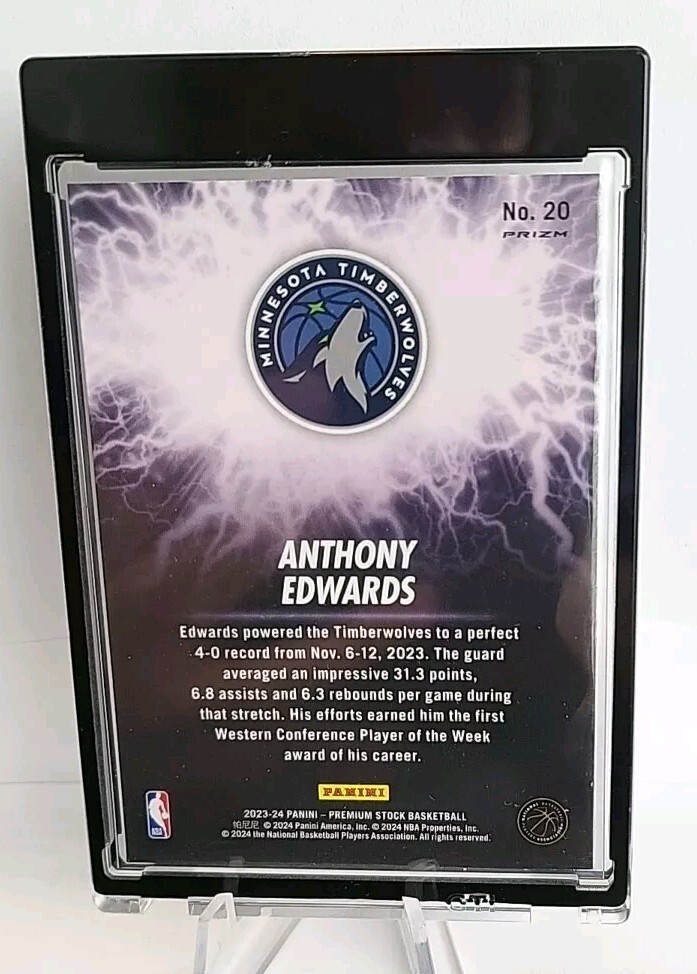 No. 20
PRIZM
MINNESOTA TIMBERWOLVES
ANTHONY
EDWARDS
Edwards powered the Timberwolves to a perfect
4-0 record from Nov. 6-12, 2023. The guard
averaged an impressive 31.3 points,
6.8 assists and 6.3 rebounds per game during
that stretch. His efforts earned him the first
Western Conference Player of the Week
award of his career.
PANINI
2023-24 PANINI – PREMIUM STOCK BASKETBALL
帕尼尼 © 2024 Panini America, Inc. © 2024 NBA Properties, Inc.
© 2024 the National Basketball Players Association. All rights reserved.
NBA